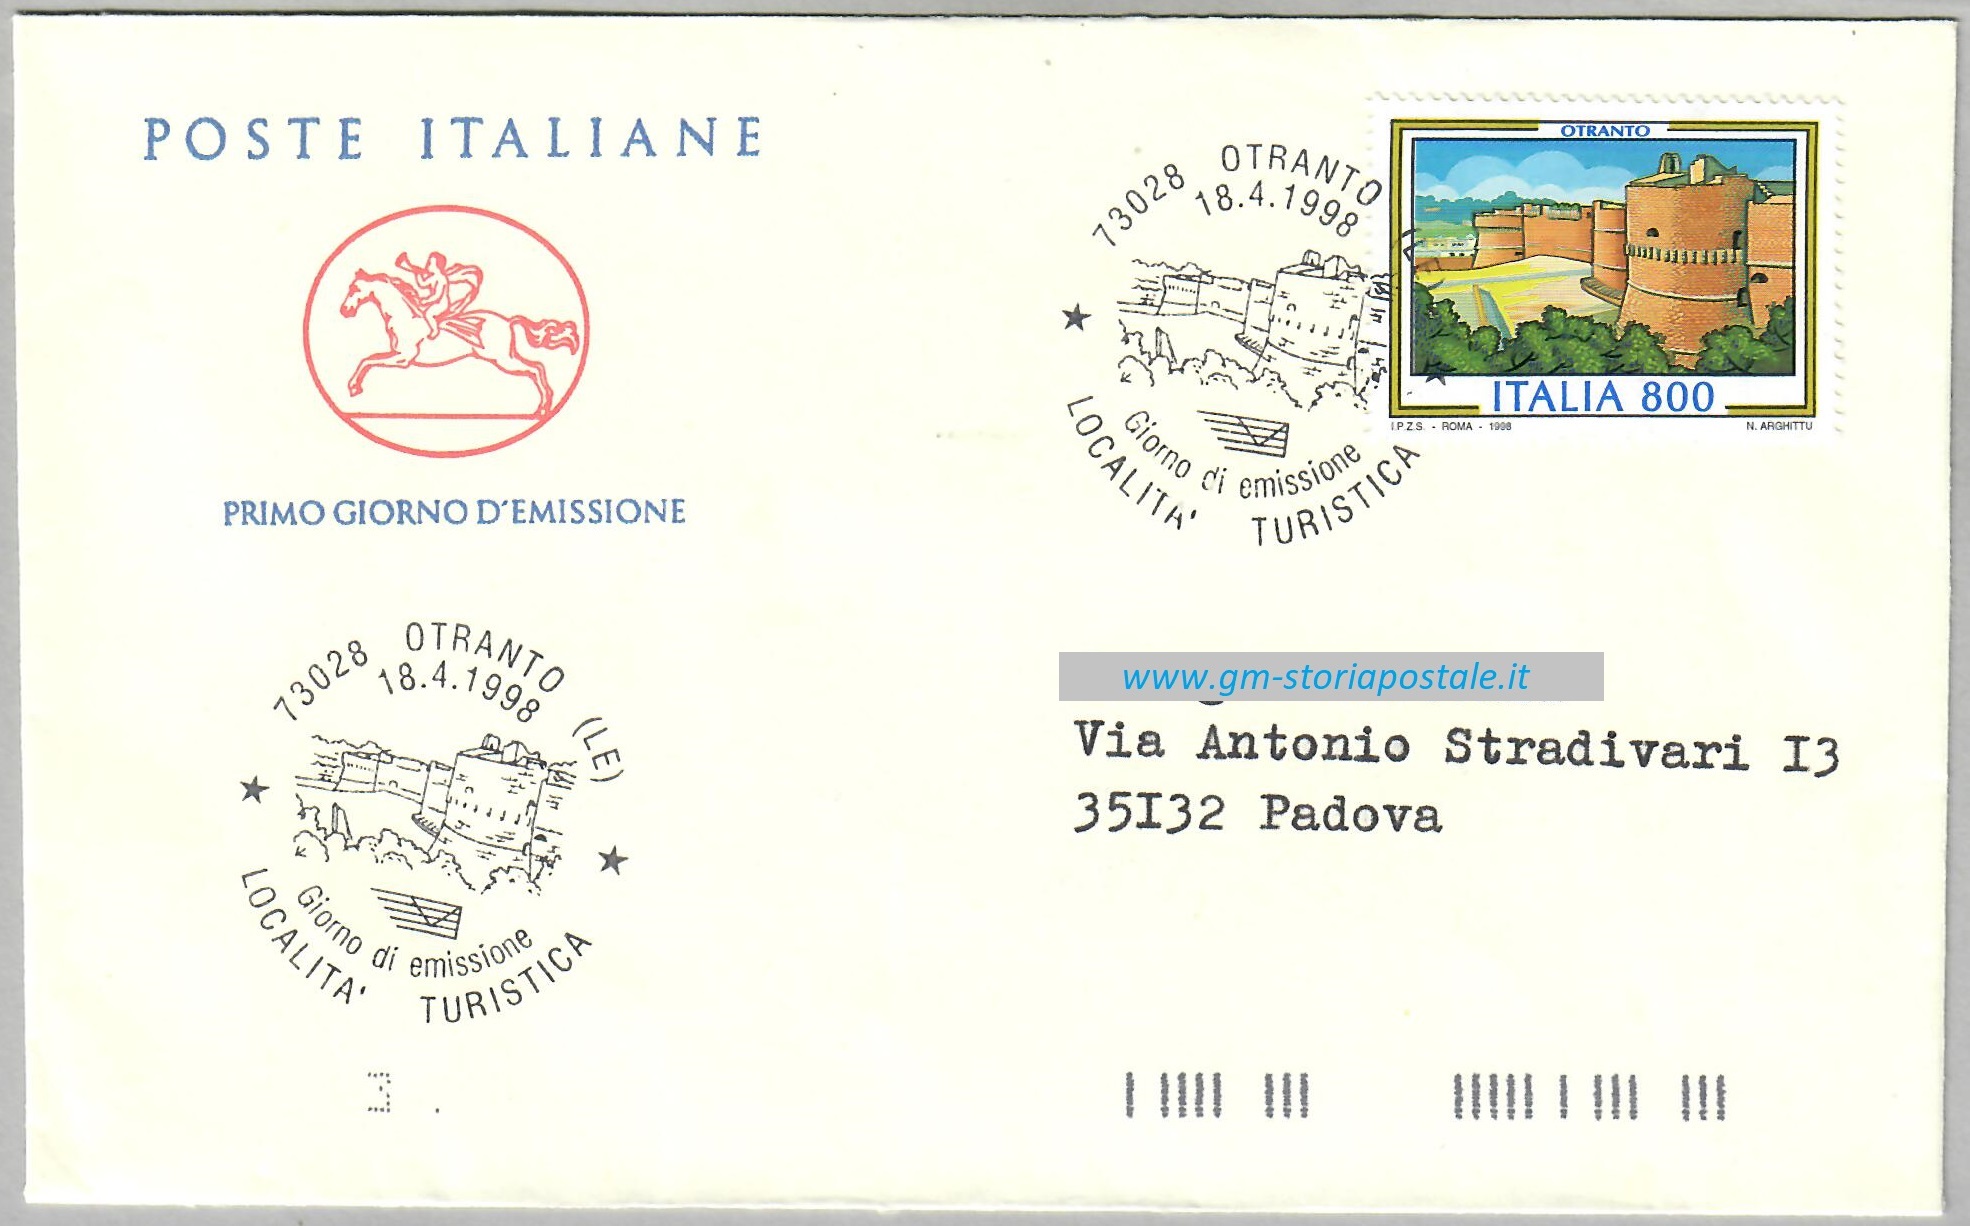 POSTE ITALIANE
PRIMO GIORNO D'EMISSIONE
73028 OTRANTO
18.4.1998
Giorno di emissione
LOCALITA' TURISTICA
OTRANTO
ITALIA 800
I.P.Z.S. - ROMA - 1998
N. ARGHITTU
www.gm-storiapostale.it
Via Antonio Stradivari I3
35I32 Padova
73028 OTRANTO (LE)
18.4.1998
Giorno di emissione
LOCALITA' TURISTICA